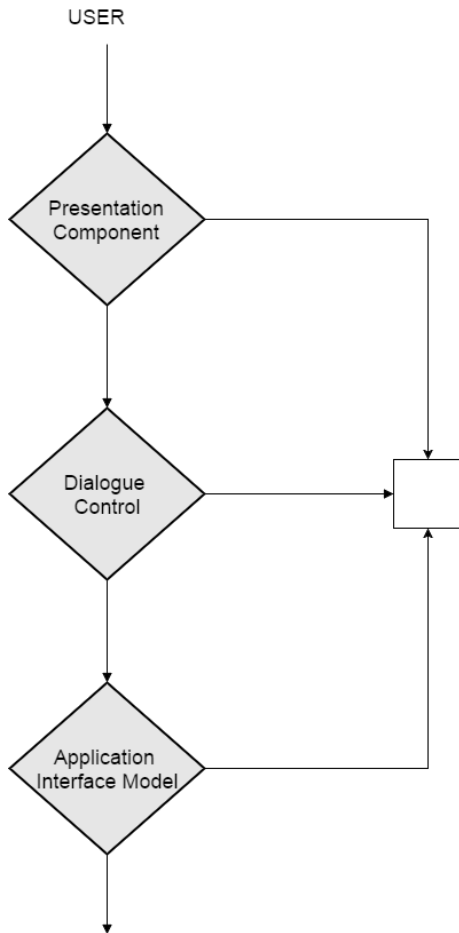 USER
Presentation
Component
Dialogue
Control
Application
Interface Model